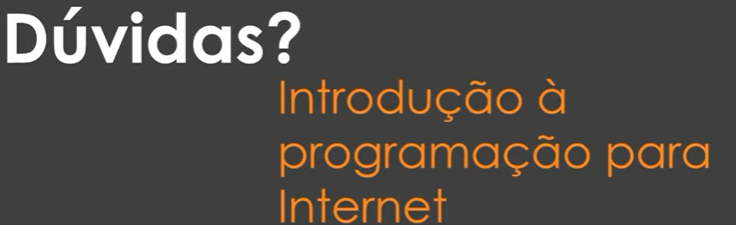 Dúvidas?
Introdução à
programação para
Internet